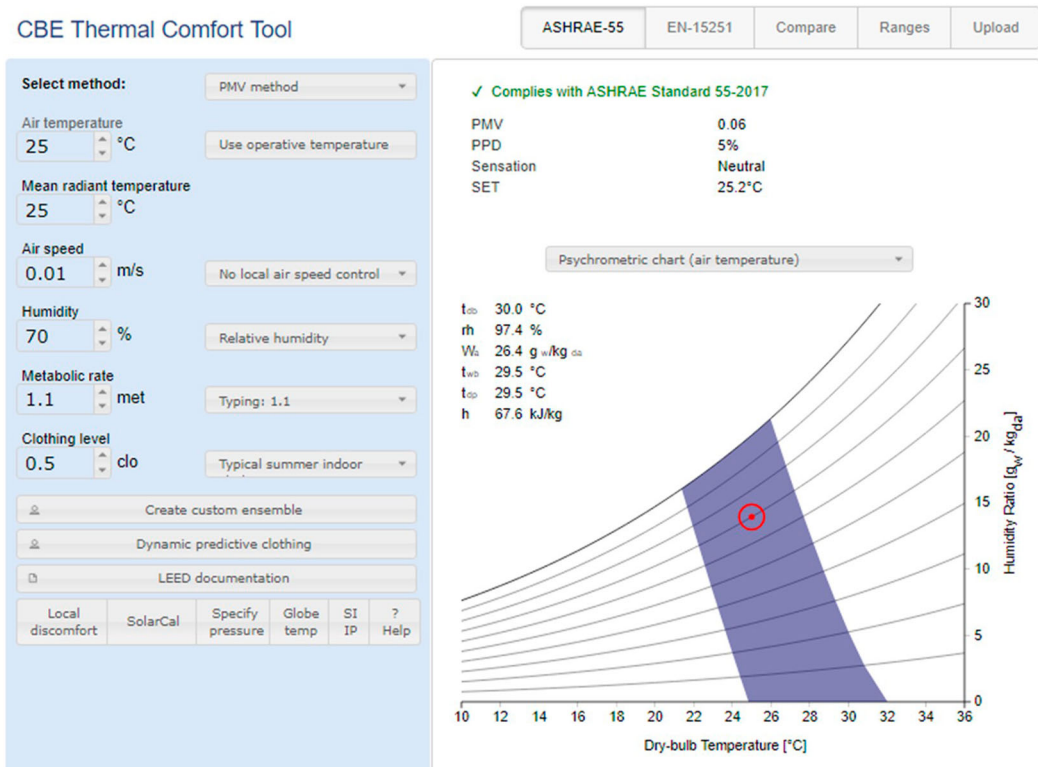 CBE Thermal Comfort Tool
ASHRAE-55
EN-15251
Compare
Ranges
Upload
Select method:
PMV method
Air temperature
25 °C
Use operative temperature
Mean radiant temperature
25 °C
Air speed
0.01 m/s
No local air speed control
Humidity
70 %
Relative humidity
Metabolic rate
1.1 met
Typing: 1.1
Clothing level
0.5 clo
Typical summer indoor
Create custom ensemble
Dynamic predictive clothing
LEED documentation
Local discomfort
SolarCal
Specify pressure
Globe temp
SI IP
? Help
✓ Complies with ASHRAE Standard 55-2017
PMV 0.06
PPD 5%
Sensation Neutral
SET 25.2°C
Psychrometric chart (air temperature)
t db 30.0 °C
rh 97.4 %
Wa 26.4 g w/kg da
t wb 29.5 °C
t dp 29.5 °C
h 67.6 kJ/kg
30
25
20
15
10
5
0
Humidity Ratio [g w / kg da]
10 12 14 16 18 20 22 24 26 28 30 32 34 36
Dry-bulb Temperature [°C]